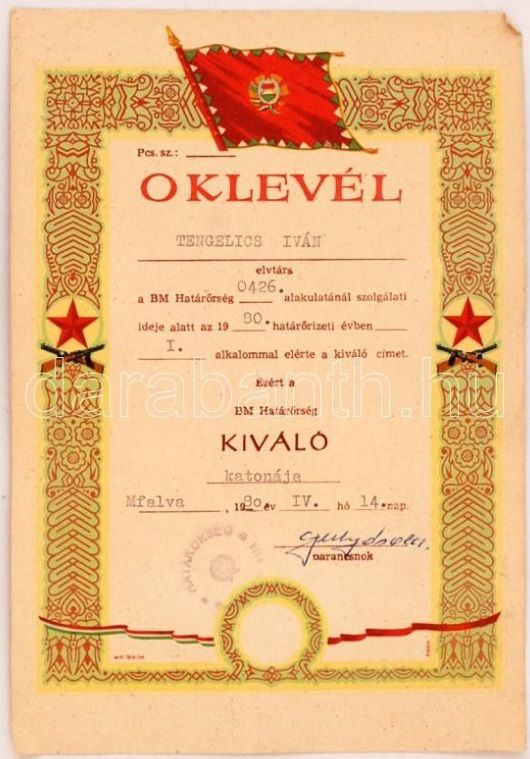 Pcs. sz.:
OKLEVÉL
TENGELICS IVÁN
elvtárs
a BM Határőrség 0426. alakulatánál szolgálati
ideje alatt az 1980. határőrizeti évben
I. alkalommal elérte a kiváló címet.
Ezért a
BM Határőrség
KIVÁLÓ
katonája
Mfalva, 1980 év IV. hó 14. nap.
parancsnok
HATÁRŐRSÉG
darabanth.hu